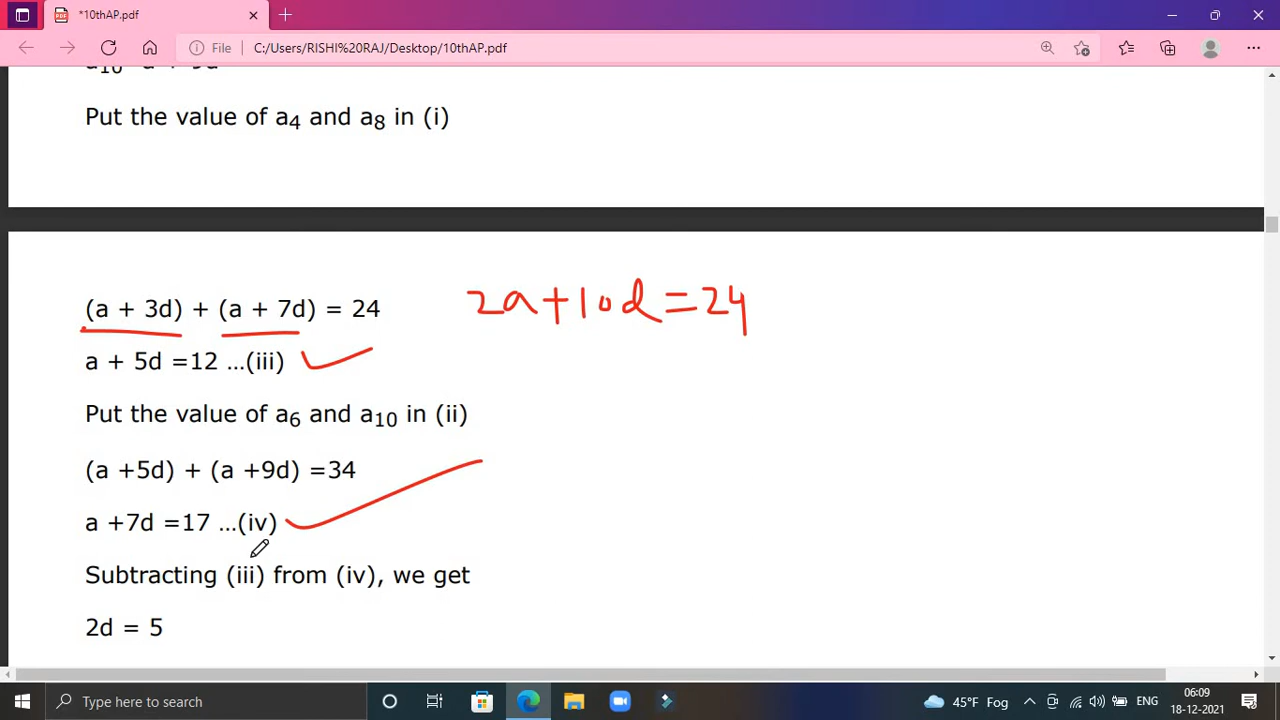 *10thAP.pdf
File C:/Users/RISHI%20RAJ/Desktop/10thAP.pdf
Put the value of a4 and a8 in (i)
(a + 3d) + (a + 7d) = 24
2a+10d=24
a + 5d =12 …(iii)
Put the value of a6 and a10 in (ii)
(a +5d) + (a +9d) =34
a +7d =17 …(iv)
Subtracting (iii) from (iv), we get
2d = 5
Type here to search
45°F Fog
ENG
06:09
18-12-2021